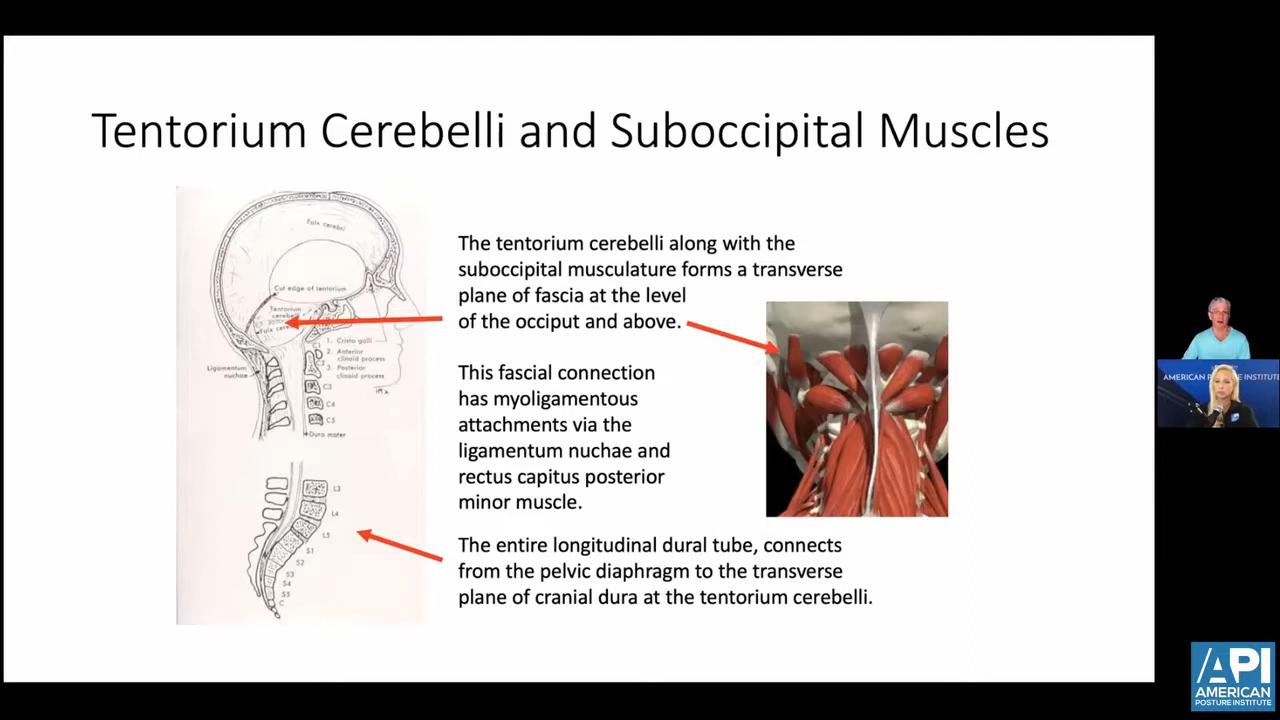 Tentorium Cerebelli and Suboccipital Muscles
Falx cerebri
Cut edge of tentorium
Tentorium
cerebelli
Falx
1. Crista galli
2. Anterior
clinoid process
3. Posterior
clinoid process
Ligamentum
nuchae
C1
C3
C4
C5
Dura mater
L3
L4
L5
S1
S2
S3
S4
S5
C
The tentorium cerebelli along with the
suboccipital musculature forms a transverse
plane of fascia at the level
of the occiput and above.
This fascial connection
has myoligamentous
attachments via the
ligamentum nuchae and
rectus capitus posterior
minor muscle.
The entire longitudinal dural tube, connects
from the pelvic diaphragm to the transverse
plane of cranial dura at the tentorium cerebelli.
AMERICAN POSTURE INSTITUTE
API
AMERICAN
POSTURE INSTITUTE